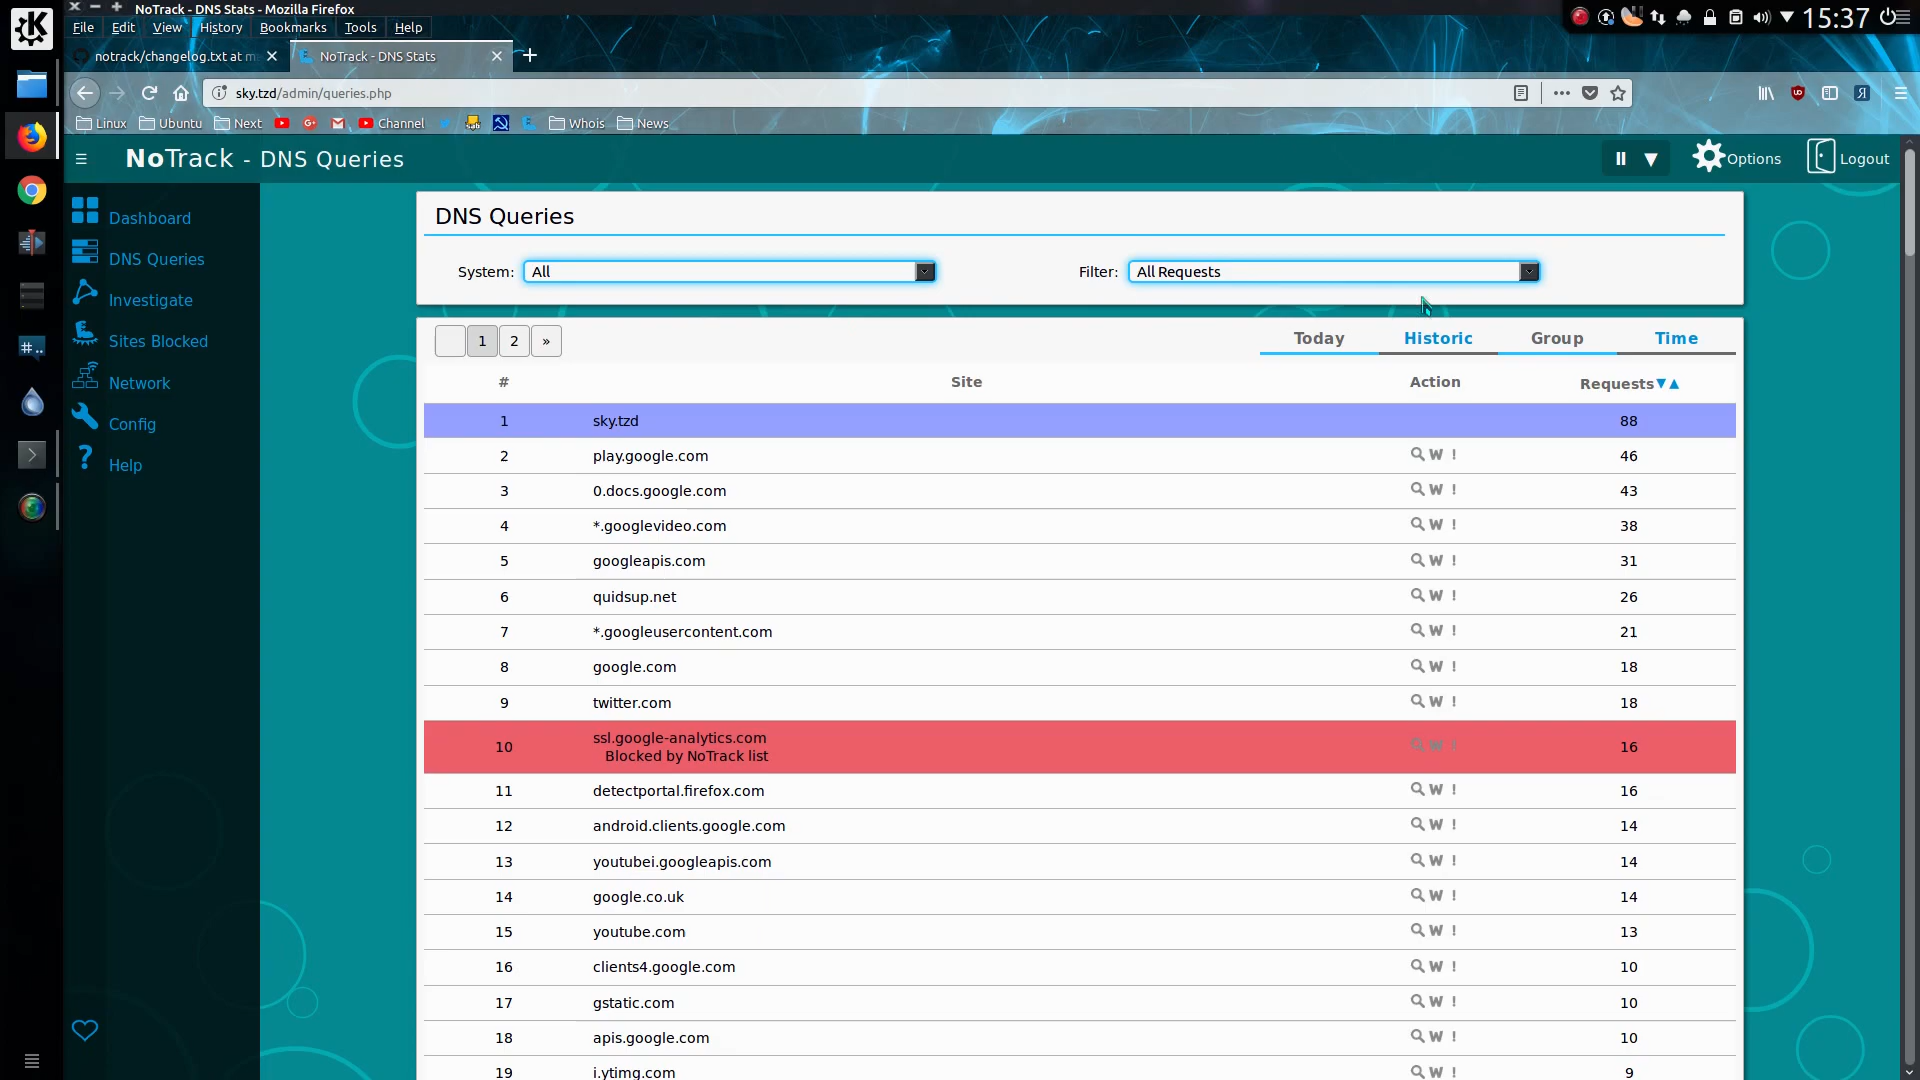 NoTrack - DNS Stats - Mozilla Firefox
15:37
File Edit View History Bookmarks Tools Help
notrack/changelog.txt at m
NoTrack - DNS Stats
sky.tzd/admin/queries.php
Linux Ubuntu Next Channel Whois News
NoTrack - DNS Queries
Options
Logout
Dashboard
DNS Queries
Investigate
Sites Blocked
Network
Config
Help
DNS Queries
System: All
Filter: All Requests
1 2 »
Today Historic Group Time
# Site Action Requests▼▲
1 sky.tzd 88
2 play.google.com W ! 46
3 0.docs.google.com W ! 43
4 *.googlevideo.com W ! 38
5 googleapis.com W ! 31
6 quidsup.net W ! 26
7 *.googleusercontent.com W ! 21
8 google.com W ! 18
9 twitter.com W ! 18
10 ssl.google-analytics.com W ! 16
Blocked by NoTrack list
11 detectportal.firefox.com W ! 16
12 android.clients.google.com W ! 14
13 youtubei.googleapis.com W ! 14
14 google.co.uk W ! 14
15 youtube.com W ! 13
16 clients4.google.com W ! 10
17 gstatic.com W ! 10
18 apis.google.com W ! 10
19 i.ytimg.com W ! 9